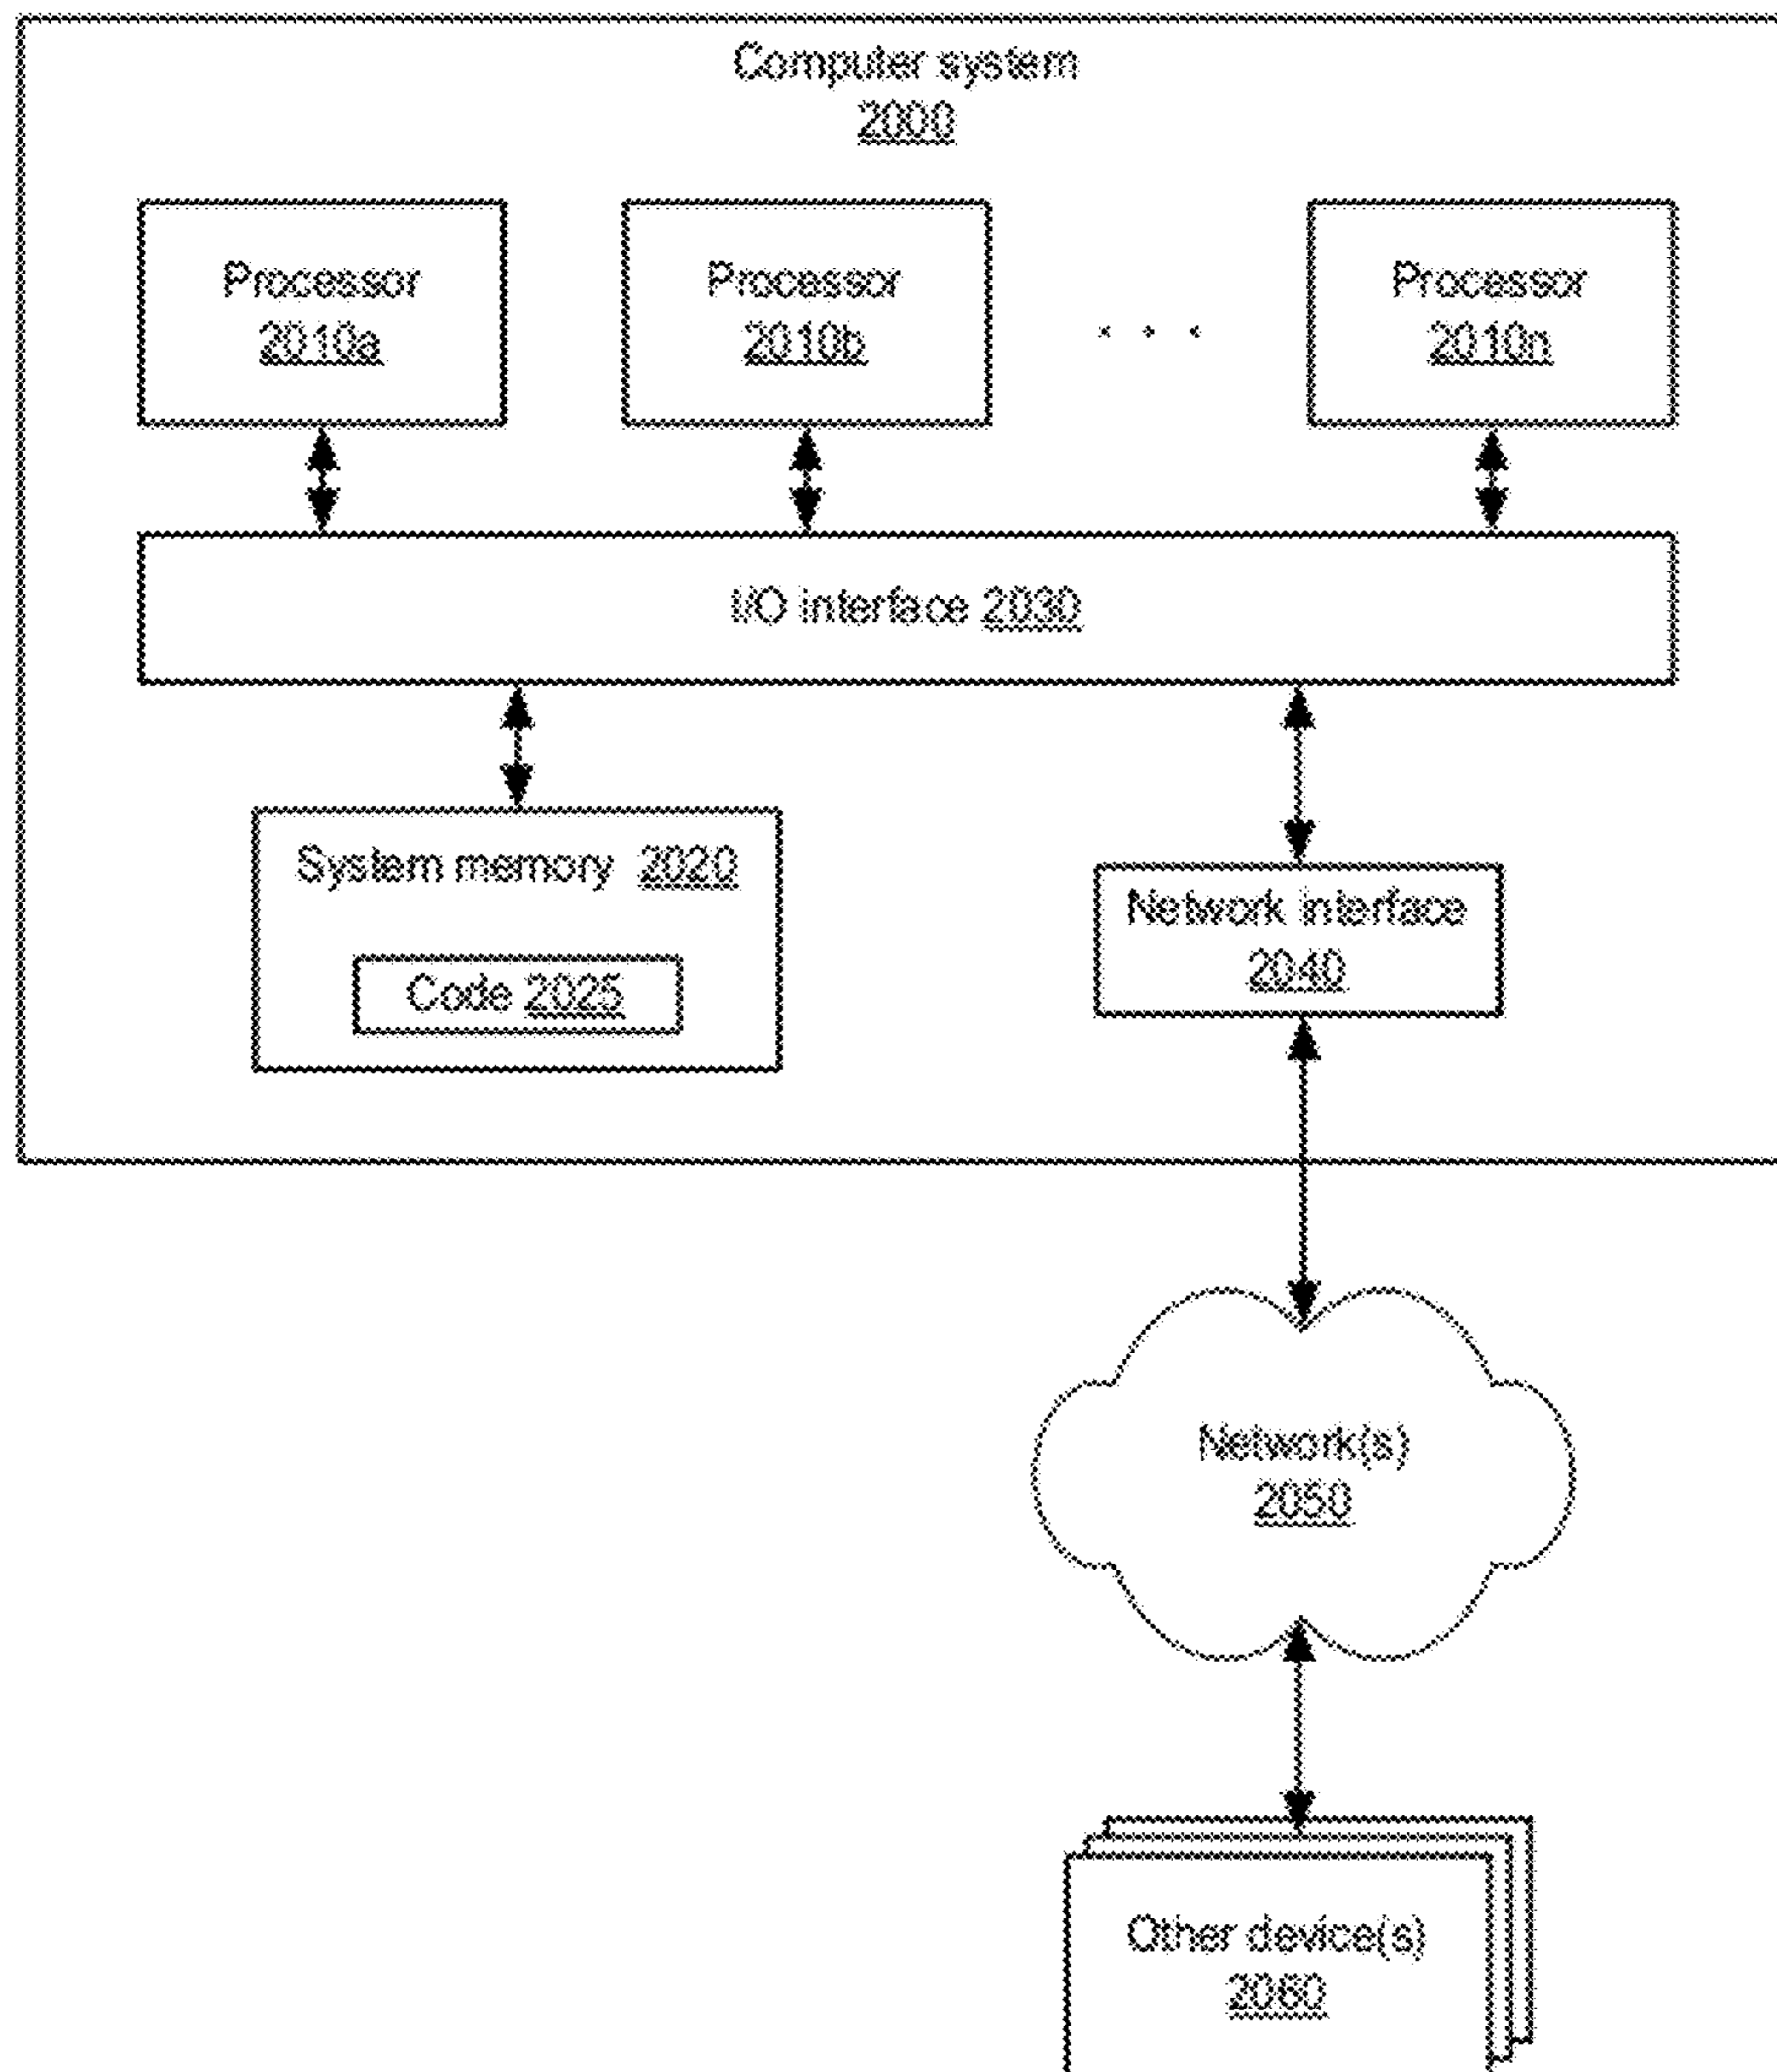 Computer system
2000
Processor
2010a
Processor
2010b
. . .
Processor
2010n
I/O interface 2030
System memory 2020
Code 2025
Network interface
2040
Network(s)
2050
Other device(s)
2060